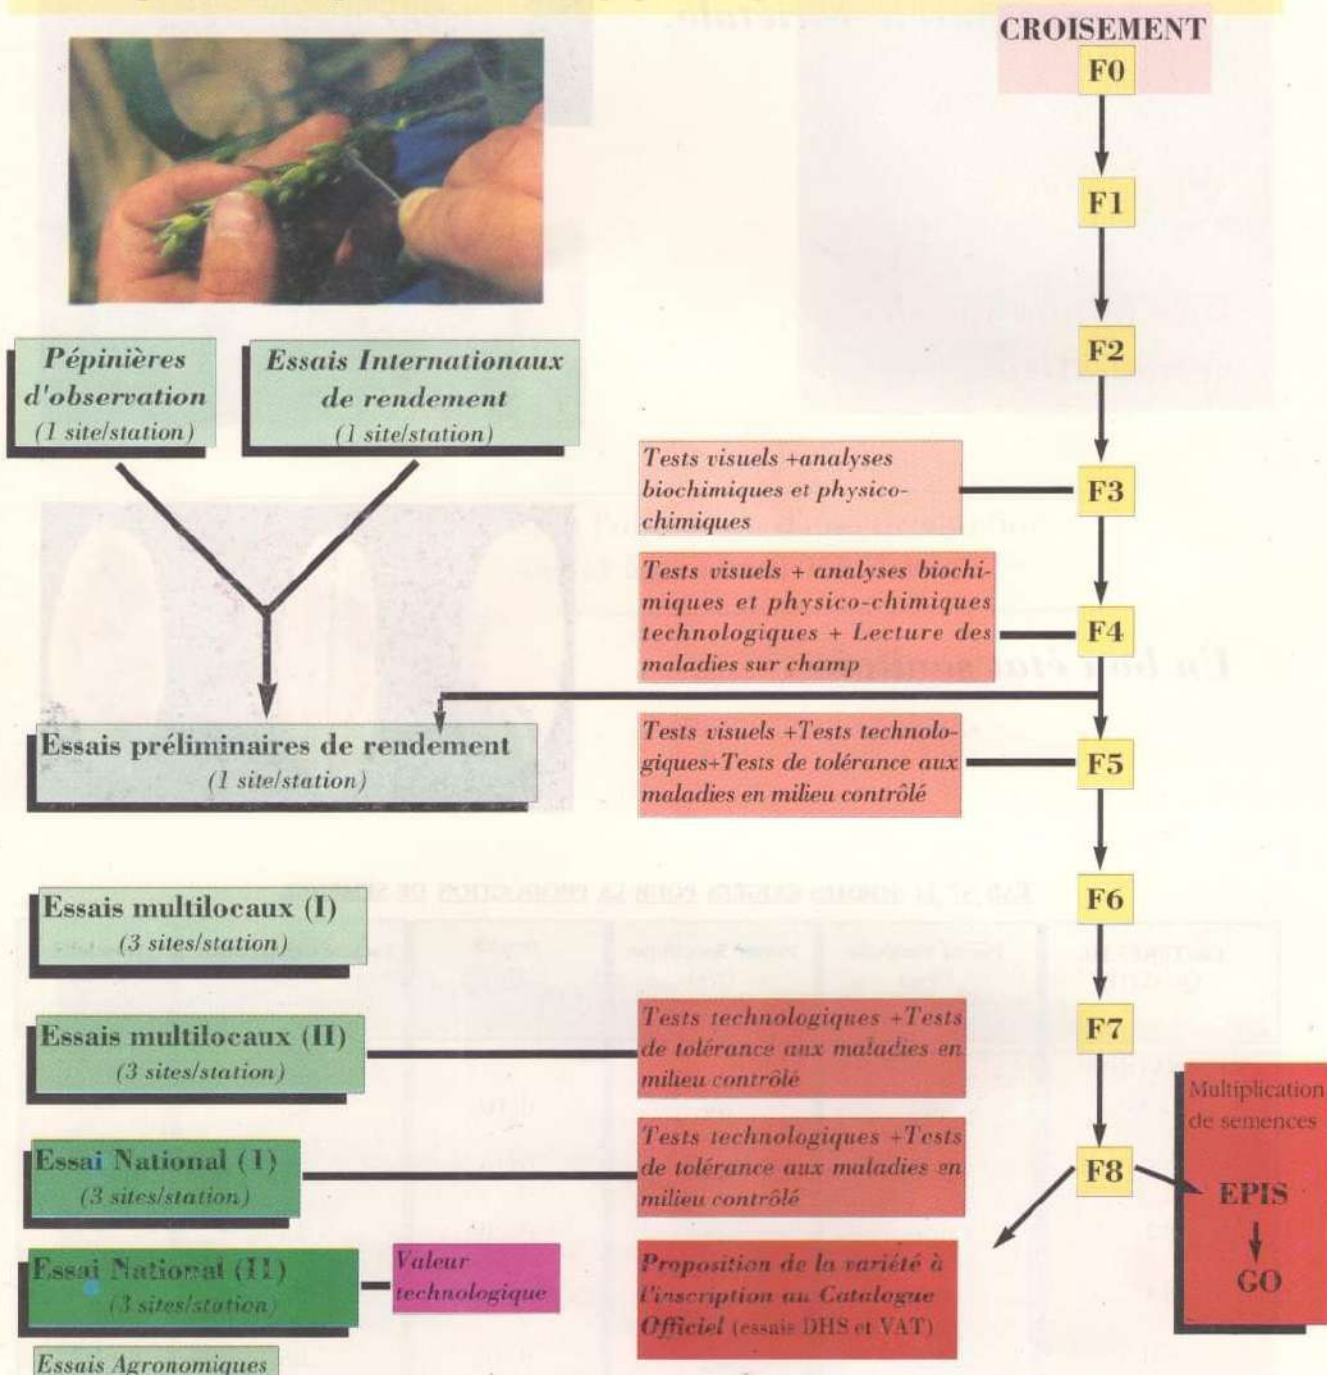 CROISEMENT
F0
F1
F2
F3
F4
F5
F6
F7
F8
Pépinières
d'observation
(1 site/station)
Essais Internationaux
de rendement
(1 site/station)
Tests visuels +analyses
biochimiques et physico-
chimiques
Tests visuels + analyses biochi-
miques et physico-chimiques
technologiques + Lecture des
maladies sur champ
Essais préliminaires de rendement
(1 site/station)
Tests visuels +Tests technolo-
giques+Tests de tolérance aux
maladies en milieu contrôlé
Essais multilocaux (I)
(3 sites/station)
Essais multilocaux (II)
(3 sites/station)
Tests technologiques +Tests
de tolérance aux maladies en
milieu contrôlé
Essai National (1)
(3 sites/station)
Tests technologiques +Tests
de tolérance aux maladies en
milieu contrôlé
Essai National (II)
(3 sites/station)
Valeur
technologique
Proposition de la variété à
l'inscription au Catalogue
Officiel (essais DHS et VAT)
Multiplication
de semences
EPIS
GO
Essais Agronomiques